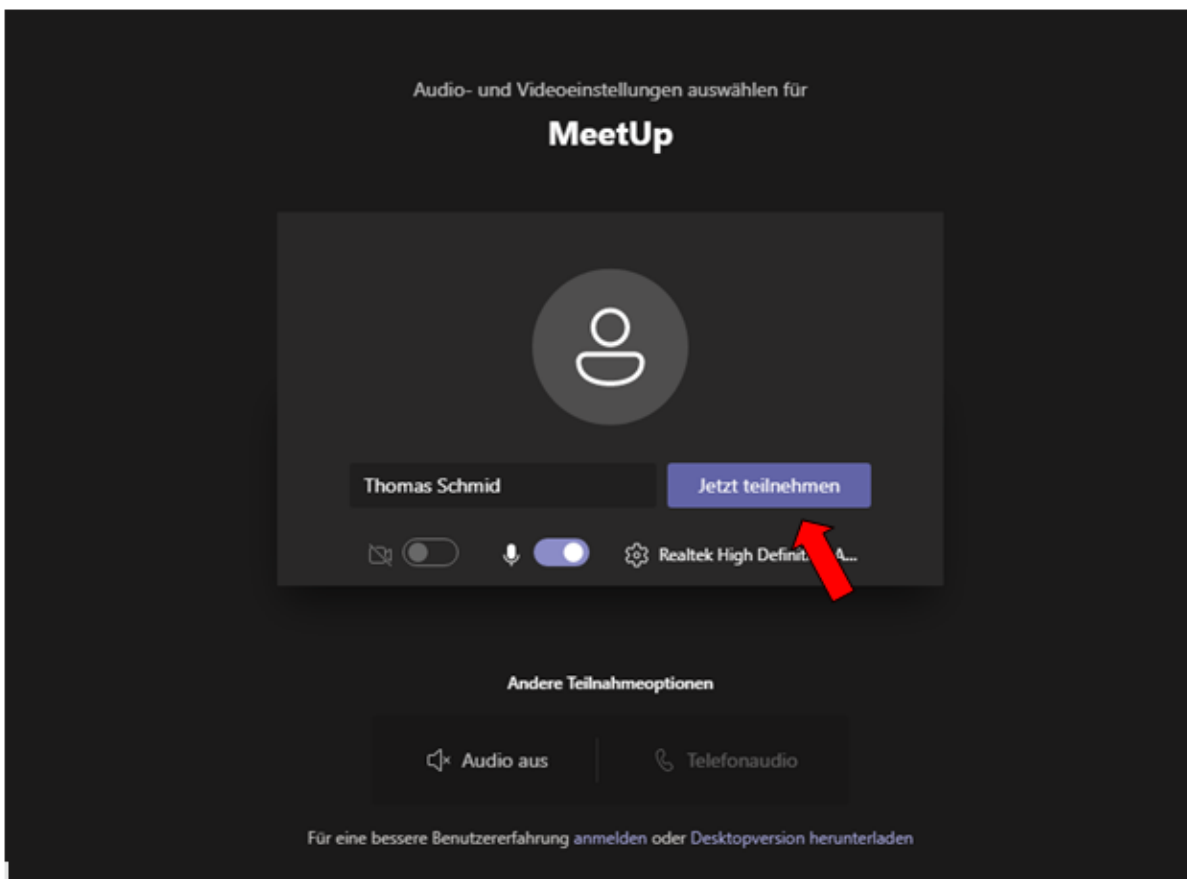 Audio- und Videoeinstellungen auswählen für
MeetUp
Thomas Schmid
Jetzt teilnehmen
Realtek High A...
Andere Teilnahmeoptionen
Audio aus
Telefonaudio
Für eine bessere Benutzererfahrung anmelden oder Desktopversion herunterladen